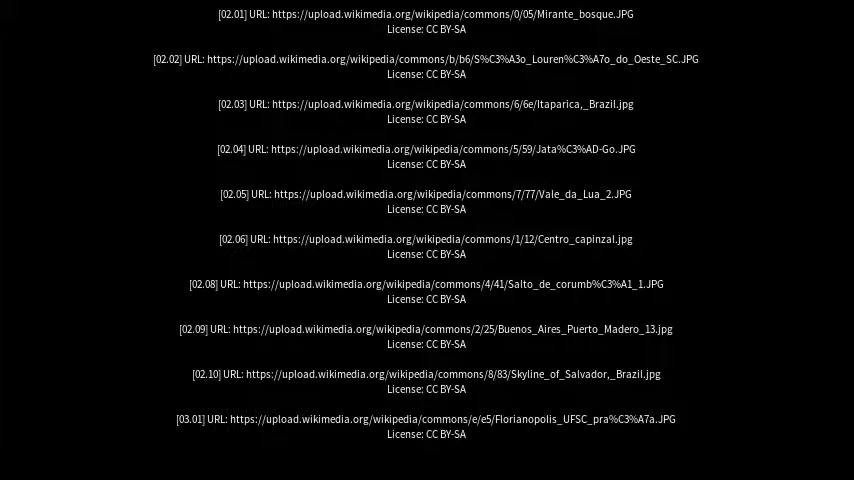 [02.01] URL: https://upload.wikimedia.org/wikipedia/commons/0/05/Mirante_bosque.JPG
License: CC BY-SA
[02.02] URL: https://upload.wikimedia.org/wikipedia/commons/b/b6/S%C3%A3o_Louren%C3%A7o_do_Oeste_SC.JPG
License: CC BY-SA
[02.03] URL: https://upload.wikimedia.org/wikipedia/commons/6/6e/Itaparica,_Brazil.jpg
License: CC BY-SA
[02.04] URL: https://upload.wikimedia.org/wikipedia/commons/5/59/Jata%C3%AD-Go.JPG
License: CC BY-SA
[02.05] URL: https://upload.wikimedia.org/wikipedia/commons/7/77/Vale_da_Lua_2.JPG
License: CC BY-SA
[02.06] URL: https://upload.wikimedia.org/wikipedia/commons/1/12/Centro_capinzal.jpg
License: CC BY-SA
[02.08] URL: https://upload.wikimedia.org/wikipedia/commons/4/41/Salto_de_corumb%C3%A1_1.JPG
License: CC BY-SA
[02.09] URL: https://upload.wikimedia.org/wikipedia/commons/2/25/Buenos_Aires_Puerto_Madero_13.jpg
License: CC BY-SA
[02.10] URL: https://upload.wikimedia.org/wikipedia/commons/8/83/Skyline_of_Salvador,_Brazil.jpg
License: CC BY-SA
[03.01] URL: https://upload.wikimedia.org/wikipedia/commons/e/e5/Florianopolis_UFSC_pra%C3%A7a.JPG
License: CC BY-SA